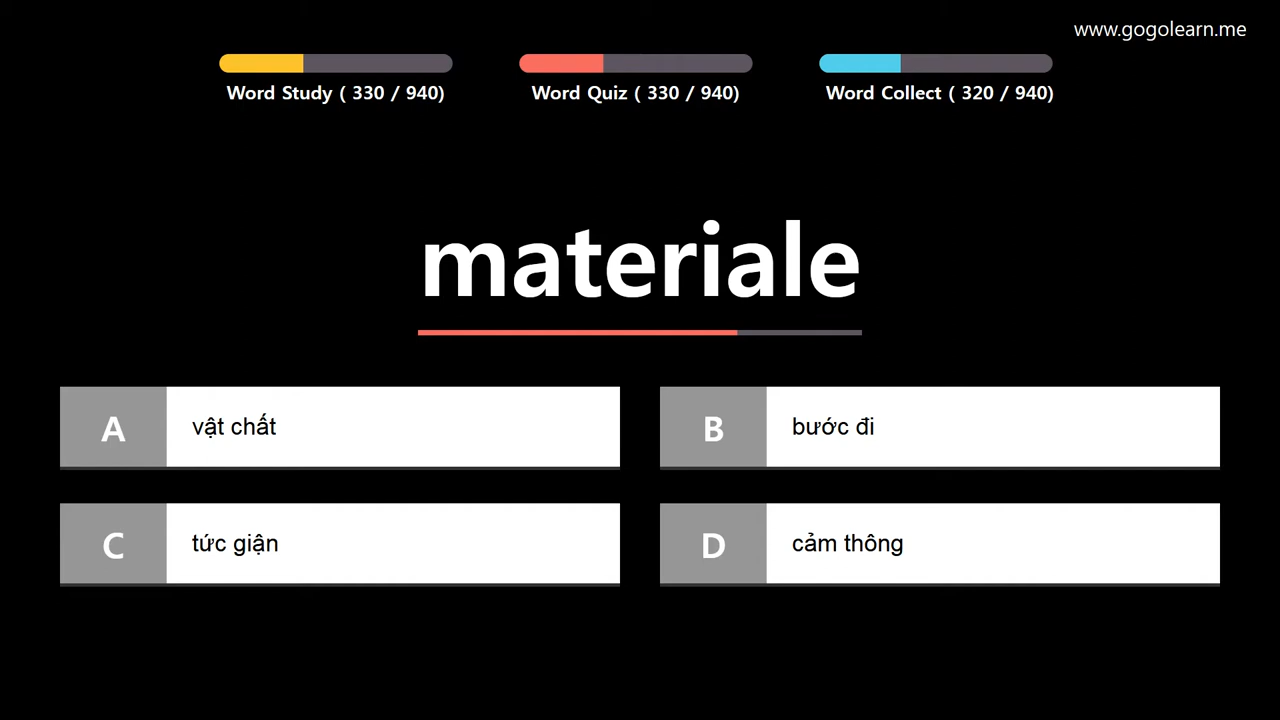 www.gogolearn.me
Word Study ( 330 / 940)
Word Quiz ( 330 / 940)
Word Collect ( 320 / 940)
materiale
A vật chất
B bước đi
C tức giận
D cảm thông